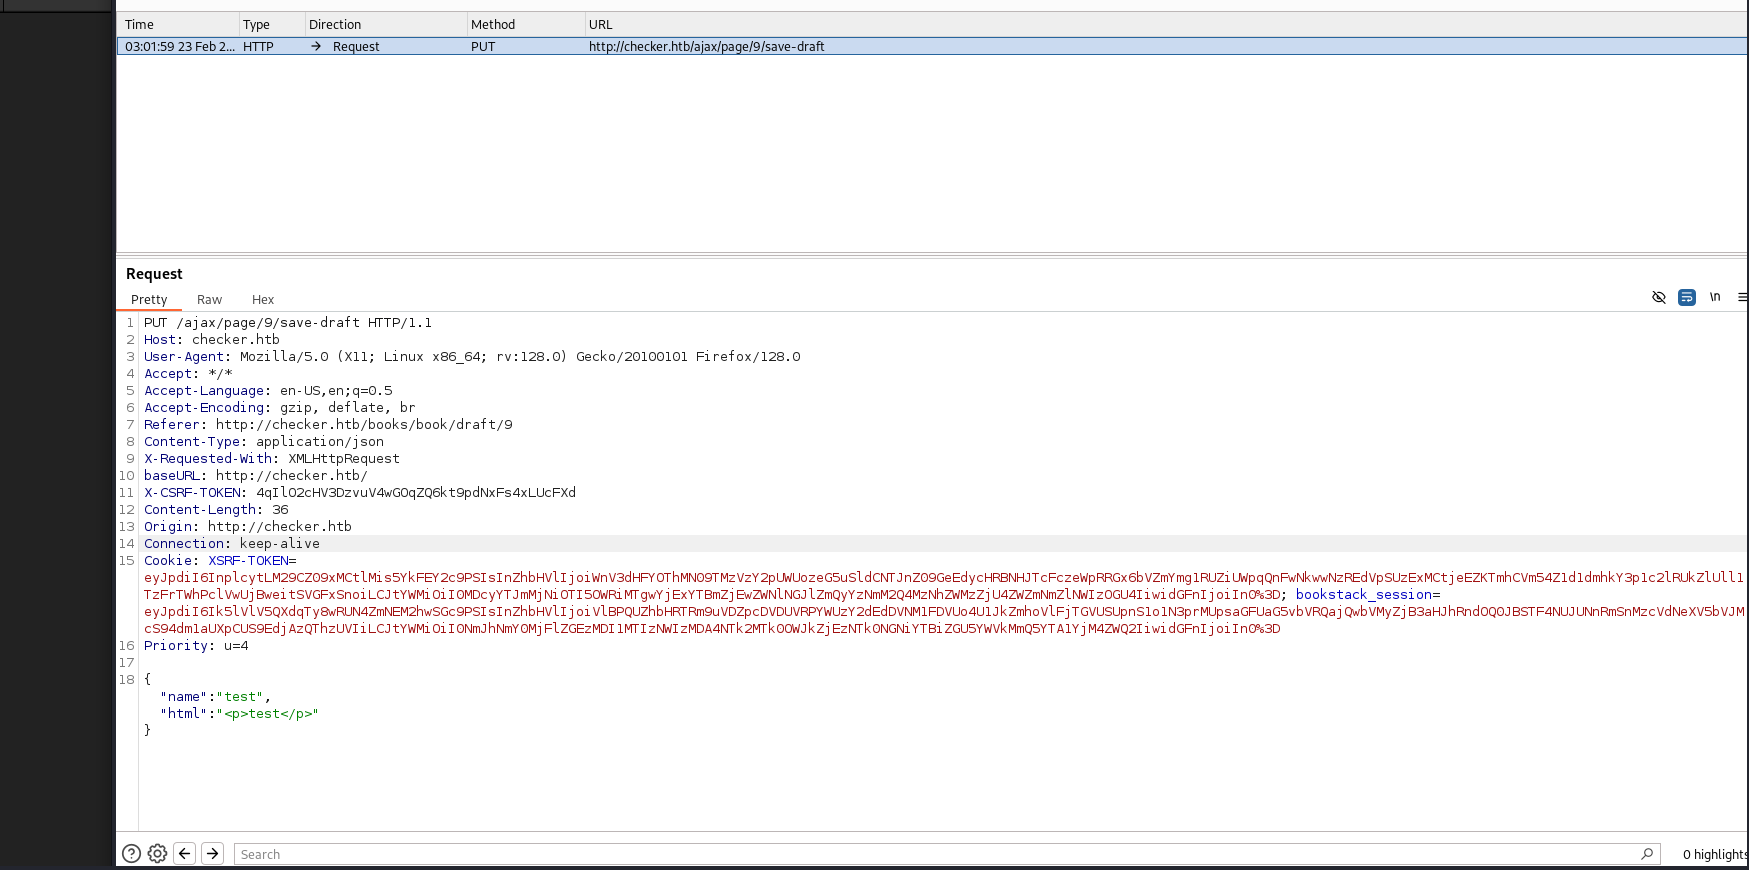 Time Type Direction Method URL
03:01:59 23 Feb 2... HTTP → Request PUT http://checker.htb/ajax/page/9/save-draft
Request
Pretty Raw Hex
\n
1 PUT /ajax/page/9/save-draft HTTP/1.1
2 Host: checker.htb
3 User-Agent: Mozilla/5.0 (X11; Linux x86_64; rv:128.0) Gecko/20100101 Firefox/128.0
4 Accept: */*
5 Accept-Language: en-US,en;q=0.5
6 Accept-Encoding: gzip, deflate, br
7 Referer: http://checker.htb/books/book/draft/9
8 Content-Type: application/json
9 X-Requested-With: XMLHttpRequest
10 baseURL: http://checker.htb/
11 X-CSRF-TOKEN: 4qIlO2cHV3DzvuV4wGOqZQ6kt9pdNxFs4xLUcFXd
12 Content-Length: 36
13 Origin: http://checker.htb
14 Connection: keep-alive
15 Cookie: XSRF-TOKEN=
; bookstack_session=
16 Priority: u=4
17
18 {
"name":"test",
"html":"<p>test</p>"
}
Search
0 highlights